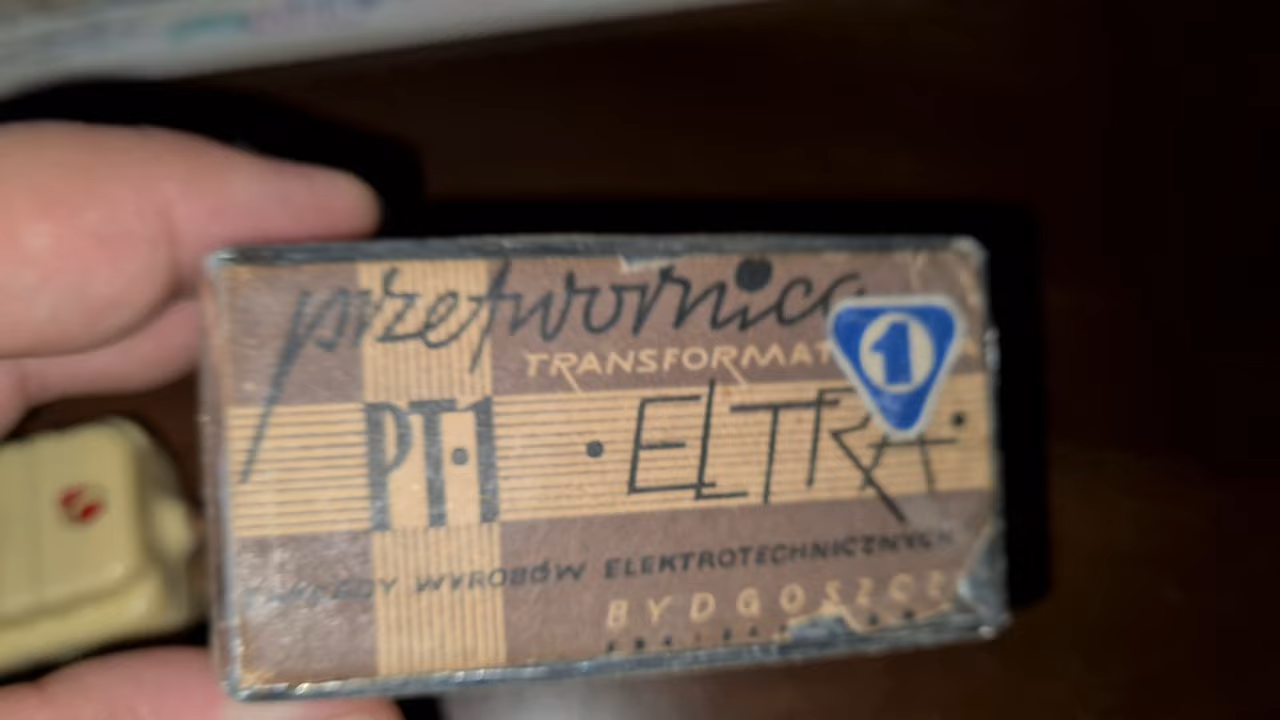 przetwornica
TRANSFORMAT
1
PT·1 · ELTRA ·
WYROBÓW ELEKTROTECHNICZNYCH
BYDGOSZCZ